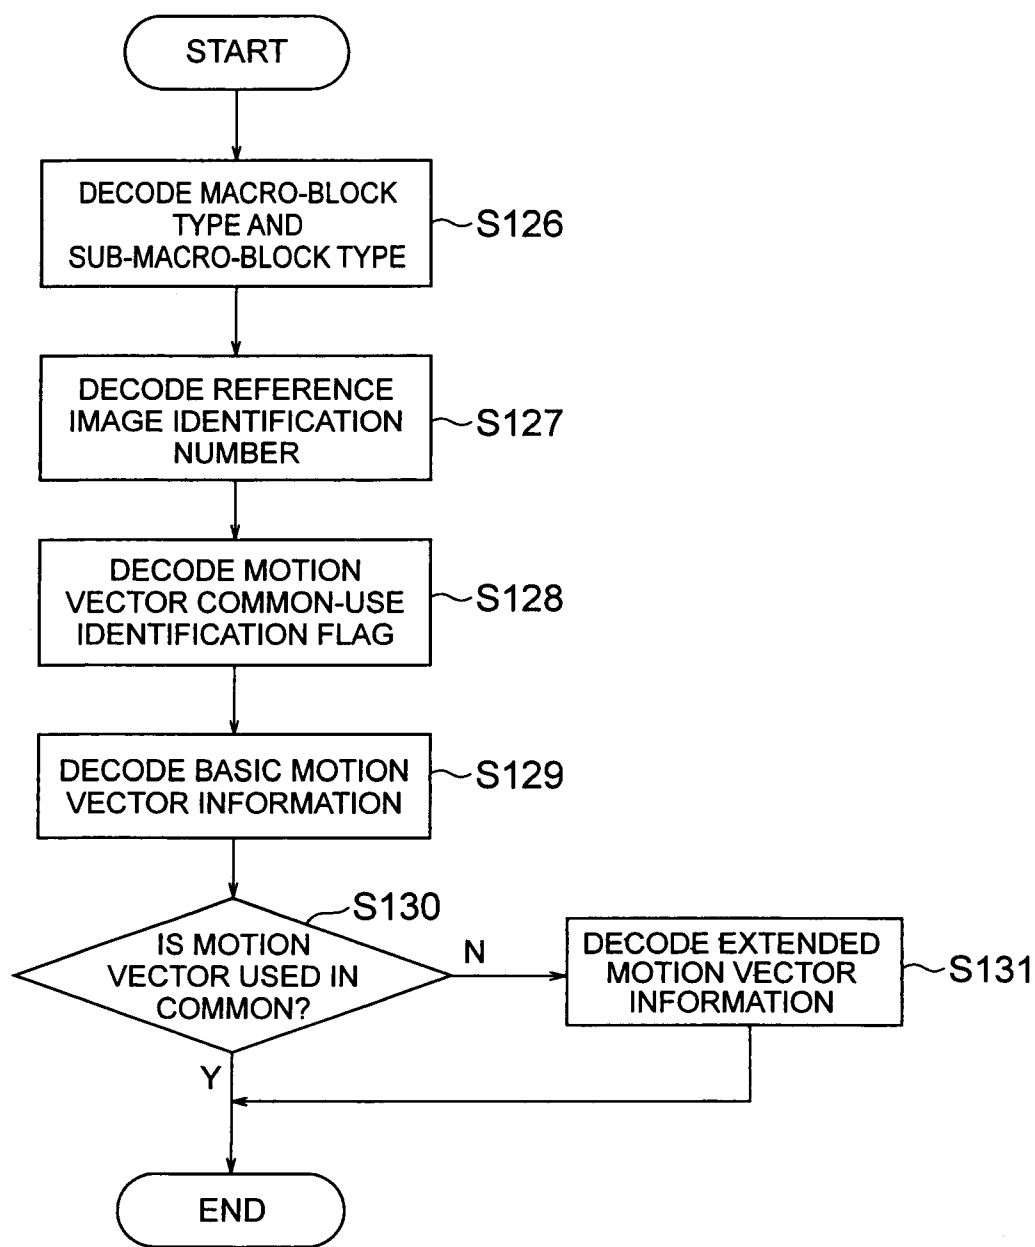 START
DECODE MACRO-BLOCK
TYPE AND
SUB-MACRO-BLOCK TYPE
S126
DECODE REFERENCE
IMAGE IDENTIFICATION
NUMBER
S127
DECODE MOTION
VECTOR COMMON-USE
IDENTIFICATION FLAG
S128
DECODE BASIC MOTION
VECTOR INFORMATION
S129
S130
IS MOTION
VECTOR USED IN
COMMON?
N
DECODE EXTENDED
MOTION VECTOR
INFORMATION
S131
Y
END